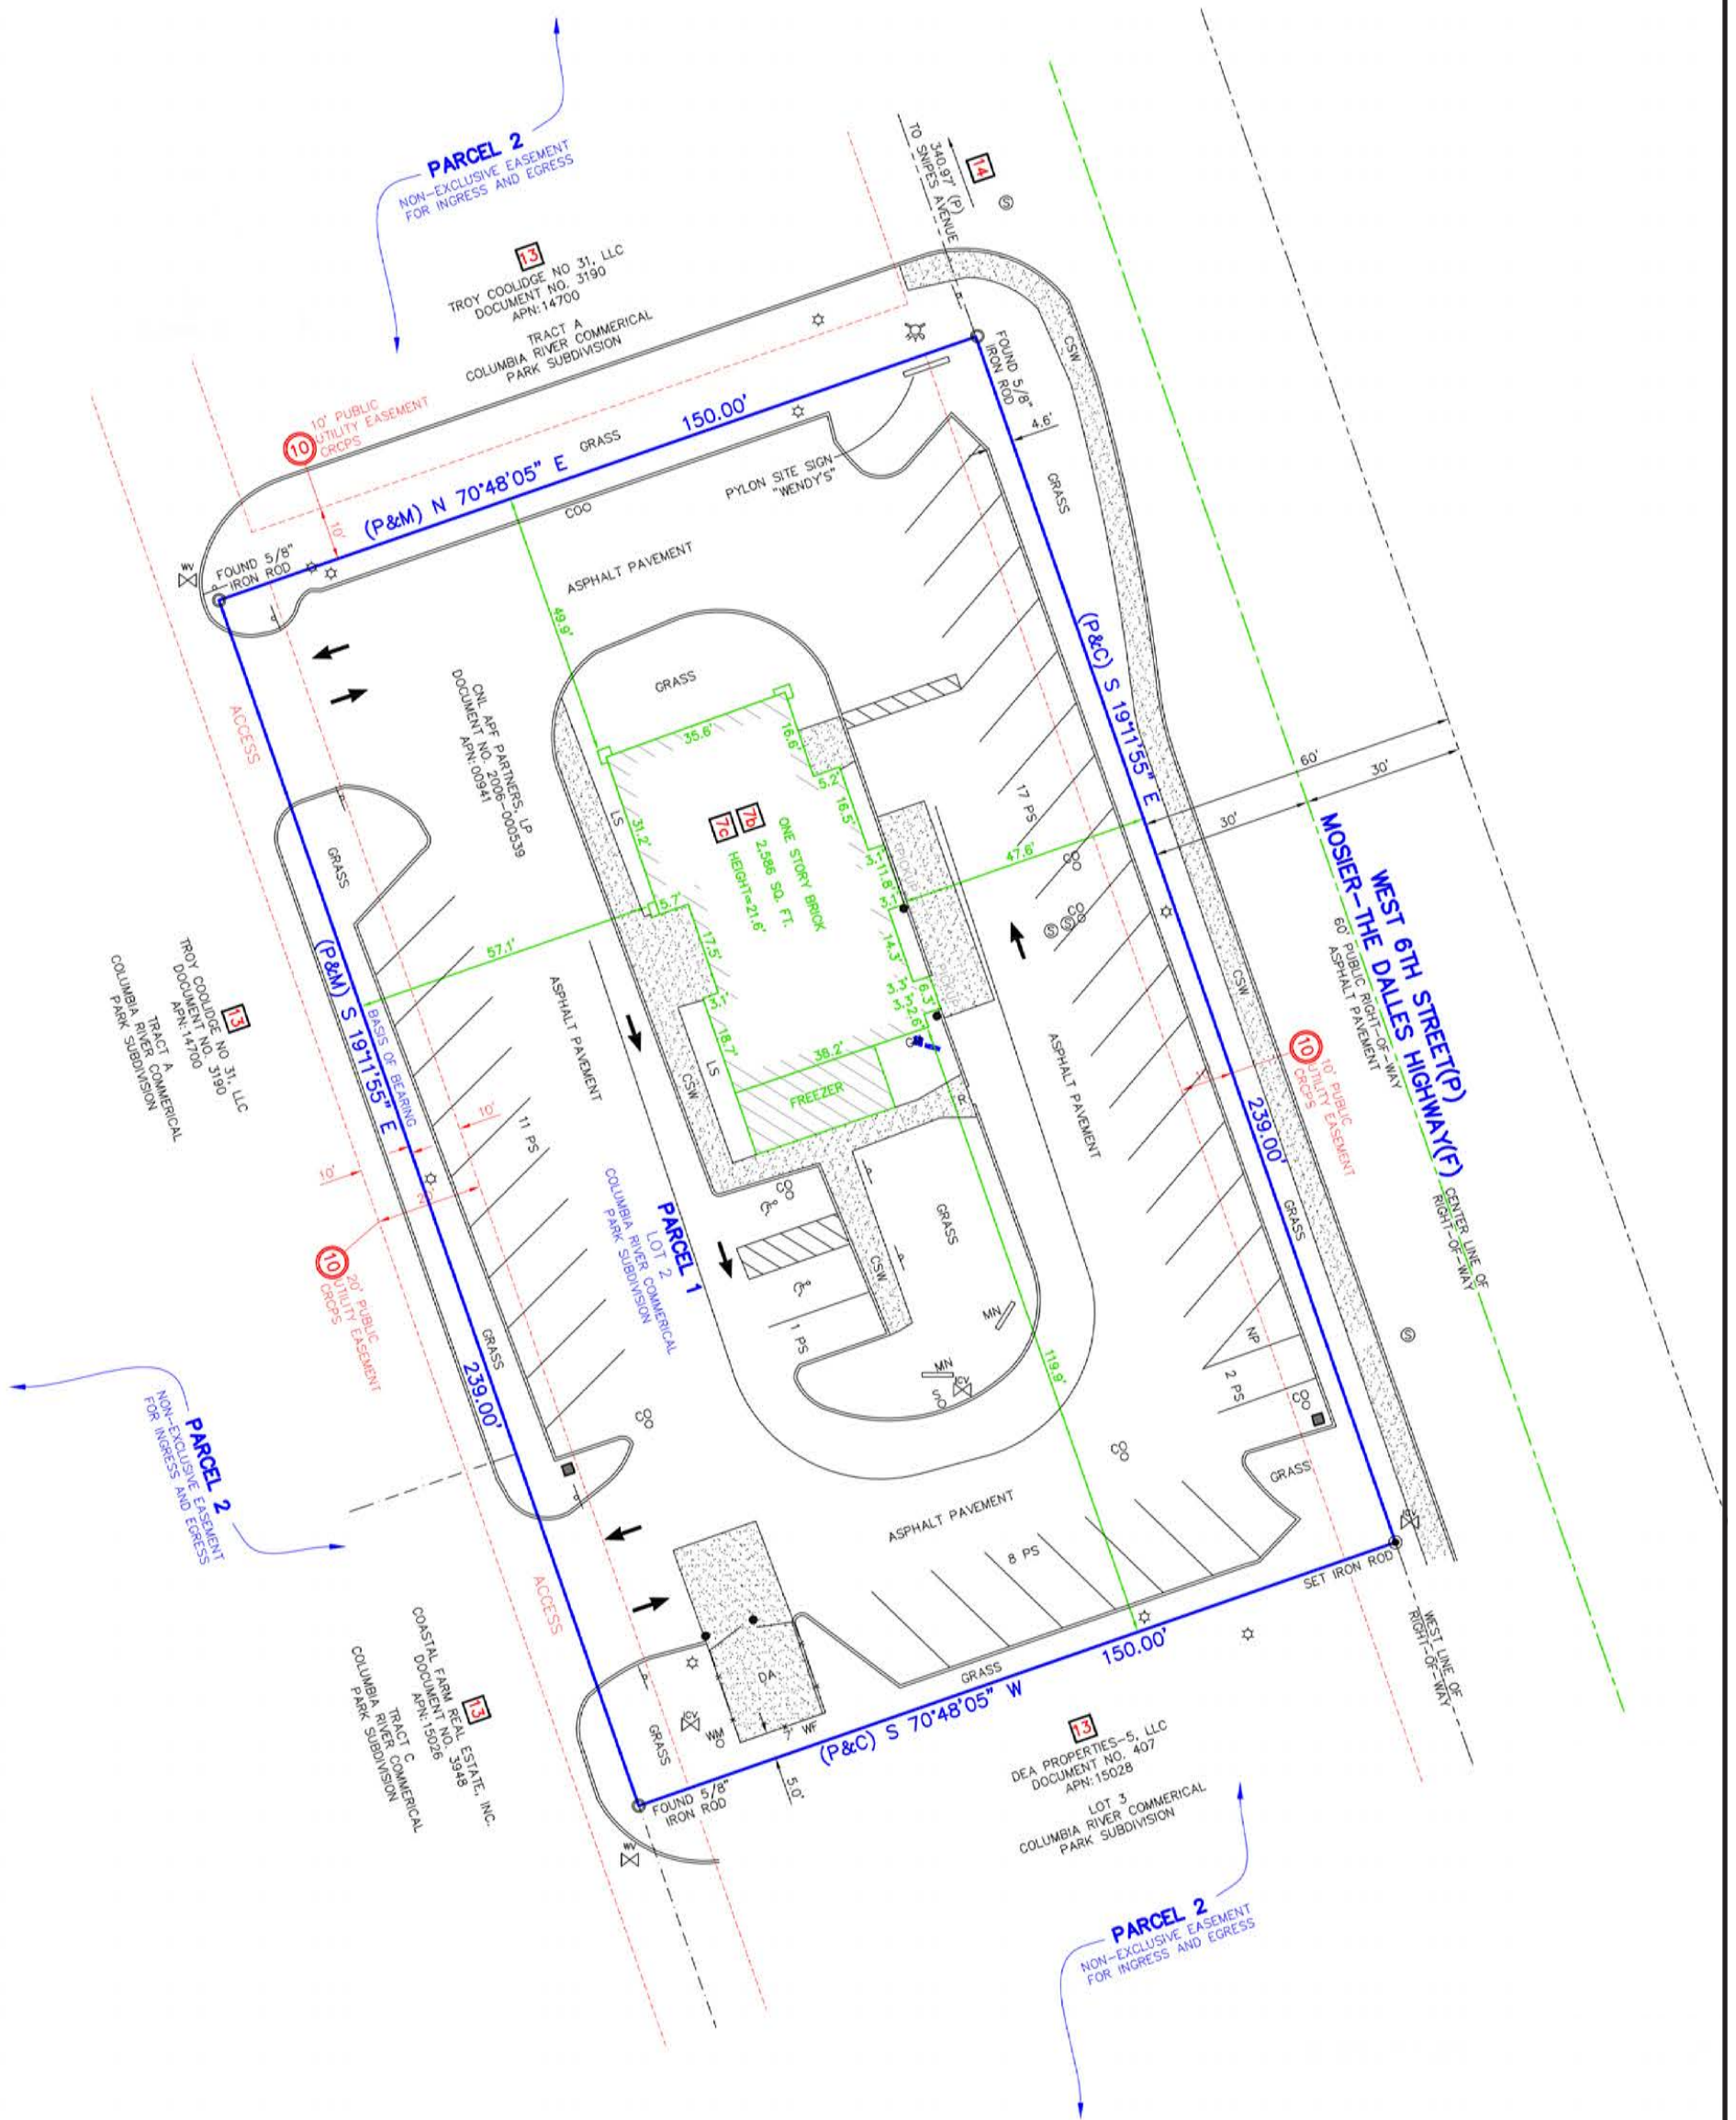 PARCEL 2
NON-EXCLUSIVE EASEMENT
FOR INGRESS AND EGRESS
14
340.97' (P)
TO SNIPES AVENUE
13
TROY COOLIDGE NO 31, LLC
DOCUMENT NO. 3190
APN:14700
TRACT A
COLUMBIA RIVER COMMERICAL
PARK SUBDIVISION
10
10' PUBLIC
UTILITY EASEMENT
CRCPS
10'
(P&M) N 70°48'05" E
150.00'
GRASS
COO
PYLON SITE SIGN
"WENDY'S"
FOUND 5/8"
IRON ROD
4.6'
GRASS
CSW
WV
FOUND 5/8"
IRON ROD
ASPHALT PAVEMENT
49.9'
GRASS
ACCESS
CNL APF PARTNERS, LP
DOCUMENT NO. 2006-000539
APN:00941
35.6'
16.6'
5.2'
16.5'
3.1'
11.8'
3.1'
14.3'
3.3'
6.3'
3.3'
2.6'
31.2'
5.7'
17.5'
3.1'
18.7'
38.2'
LS
LS
CSW
7b
7c
ONE STORY BRICK
2,586 SQ. FT.
HEIGHT=21.6'
FREEZER
PICKUP
17 PS
47.6'
(P&C) S 19°11'55" E
60'
30'
30'
WEST 6TH STREET(P)
MOSIER-THE DALLES HIGHWAY(F)
60' PUBLIC RIGHT-OF-WAY
ASPHALT PAVEMENT
CO
CO
S
S
S
CSW
GRASS
57.1'
ASPHALT PAVEMENT
ASPHALT PAVEMENT
(P&M) S 19°11'55" E
BASIS OF BEARING
13
TROY COOLIDGE NO 31, LLC
DOCUMENT NO. 3190
APN:14700
TRACT A
COLUMBIA RIVER COMMERICAL
PARK SUBDIVISION
10'
11 PS
10'
10
20' PUBLIC
UTILITY EASEMENT
CRCPS
10
10' PUBLIC
UTILITY EASEMENT
CRCPS
239.00'
GRASS
CENTER LINE OF
RIGHT-OF-WAY
PARCEL 1
LOT 2
COLUMBIA RIVER COMMERICAL
PARK SUBDIVISION
CO
GRASS
CSW
R
1 PS
MN
MN
GV
SO
119.9'
NP
2 PS
CO
S
GRASS
239.00'
CO
CO
GRASS
PARCEL 2
NON-EXCLUSIVE EASEMENT
FOR INGRESS AND EGRESS
ASPHALT PAVEMENT
8 PS
GV
SET IRON ROD
WEST LINE OF
RIGHT-OF-WAY
ACCESS
13
COASTAL FARM REAL ESTATE, INC.
DOCUMENT NO. 3948
APN:15026
TRACT C
COLUMBIA RIVER COMMERICAL
PARK SUBDIVISION
DA
GV
WM
WF
7'
GRASS
5.0'
GRASS
150.00'
(P&C) S 70°48'05" W
FOUND 5/8"
IRON ROD
WV
13
DEA PROPERTIES-5, LLC
DOCUMENT NO. 407
APN:15028
LOT 3
COLUMBIA RIVER COMMERICAL
PARK SUBDIVISION
PARCEL 2
NON-EXCLUSIVE EASEMENT
FOR INGRESS AND EGRESS